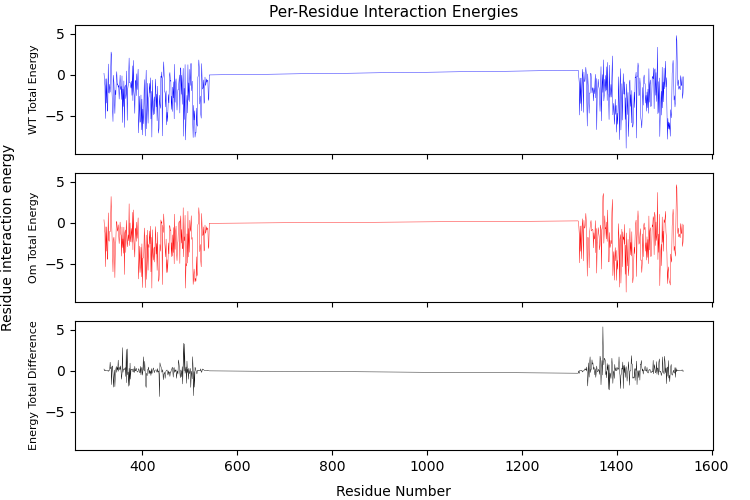 Per-Residue Interaction Energies
Residue interaction energy
WT Total Energy
5
0
−5
Om Total Energy
5
0
−5
Energy Total Difference
5
0
−5
400 600 800 1000 1200 1400 1600
Residue Number